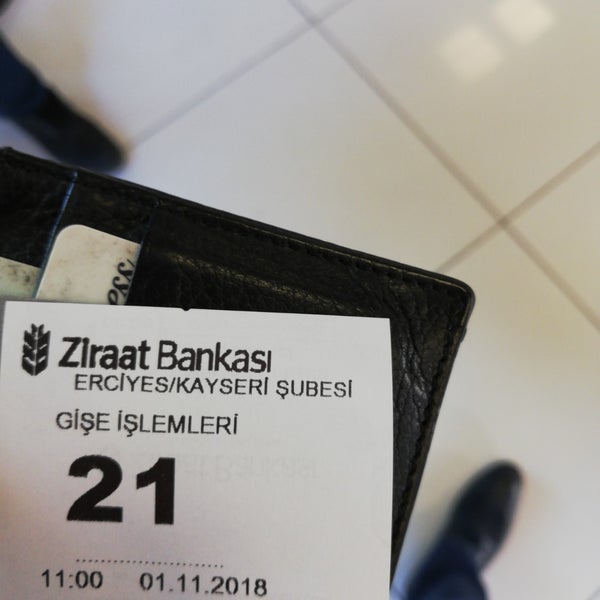 Ziraat Bankası
ERCİYES/KAYSERİ ŞUBESİ
GİŞE İŞLEMLERİ
21
11:00 01.11.2018